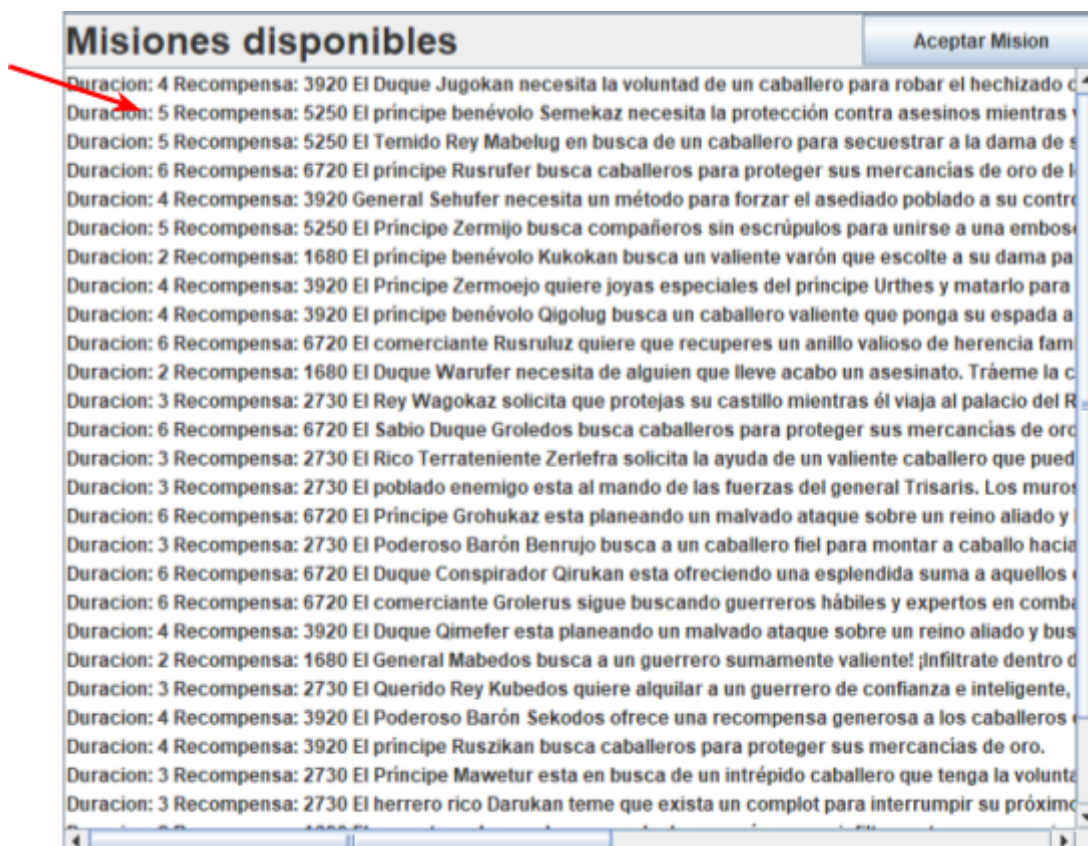 Misiones disponibles
Aceptar Mision
Duracion: 4 Recompensa: 3920 El Duque Jugokan necesita la voluntad de un caballero para robar el hechizado
Duracion: 5 Recompensa: 5250 El príncipe benévolo Semekaz necesita la protección contra asesinos mientras
Duracion: 5 Recompensa: 5250 El Temido Rey Mabelug en busca de un caballero para secuestrar a la dama de
Duracion: 6 Recompensa: 6720 El príncipe Rusrufer busca caballeros para proteger sus mercancías de oro de
Duracion: 4 Recompensa: 3920 General Sehufer necesita un método para forzar el asediado poblado a su contr
Duracion: 5 Recompensa: 5250 El Príncipe Zermijo busca compañeros sin escrúpulos para unirse a una embos
Duracion: 2 Recompensa: 1680 El príncipe benévolo Kukokan busca un valiente varón que escolte a su dama pa
Duracion: 4 Recompensa: 3920 El Príncipe Zermoejo quiere joyas especiales del príncipe Urthes y matarlo para
Duracion: 4 Recompensa: 3920 El príncipe benévolo Qigolug busca un caballero valiente que ponga su espada a
Duracion: 6 Recompensa: 6720 El comerciante Rusruluz quiere que recuperes un anillo valioso de herencia fam
Duracion: 2 Recompensa: 1680 El Duque Warufer necesita de alguien que lleve acabo un asesinato. Tráeme la c
Duracion: 3 Recompensa: 2730 El Rey Wagokaz solicita que protejas su castillo mientras él viaja al palacio del R
Duracion: 6 Recompensa: 6720 El Sabio Duque Groledos busca caballeros para proteger sus mercancías de oro
Duracion: 3 Recompensa: 2730 El Rico Terrateniente Zerlefra solicita la ayuda de un valiente caballero que pued
Duracion: 3 Recompensa: 2730 El poblado enemigo esta al mando de las fuerzas del general Trisaris. Los muros
Duracion: 6 Recompensa: 6720 El Príncipe Grohukaz esta planeando un malvado ataque sobre un reino aliado y
Duracion: 3 Recompensa: 2730 El Poderoso Barón Benrujo busca a un caballero fiel para montar a caballo hacia
Duracion: 6 Recompensa: 6720 El Duque Conspirador Qirukan esta ofreciendo una esplendida suma a aquellos
Duracion: 6 Recompensa: 6720 El comerciante Grolerus sigue buscando guerreros hábiles y expertos en comba
Duracion: 4 Recompensa: 3920 El Duque Qimefer esta planeando un malvado ataque sobre un reino aliado y bus
Duracion: 2 Recompensa: 1680 El General Mabedos busca a un guerrero sumamente valiente! ¡Infiltrate dentro d
Duracion: 3 Recompensa: 2730 El Querido Rey Kubedos quiere alquilar a un guerrero de confianza e inteligente,
Duracion: 4 Recompensa: 3920 El Poderoso Barón Sekodos ofrece una recompensa generosa a los caballeros
Duracion: 4 Recompensa: 3920 El príncipe Ruszikan busca caballeros para proteger sus mercancías de oro.
Duracion: 3 Recompensa: 2730 El Príncipe Mawetur esta en busca de un intrépido caballero que tenga la volunta
Duracion: 3 Recompensa: 2730 El herrero rico Darukan teme que exista un complot para interrumpir su próximo